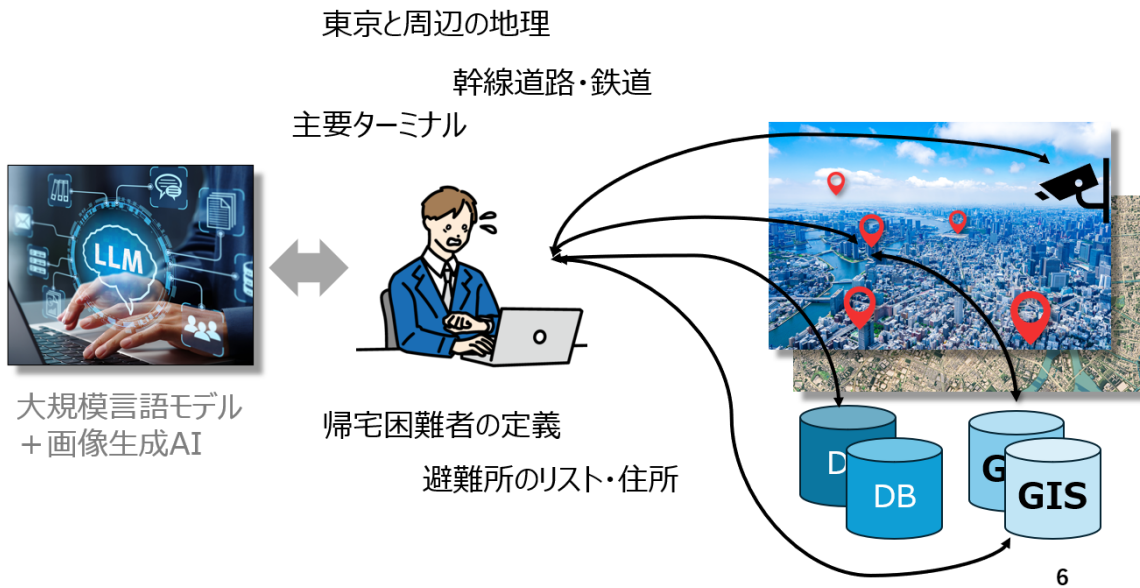 東京と周辺の地理
幹線道路・鉄道
主要ターミナル
LLM
大規模言語モデル
＋画像生成AI
帰宅困難者の定義
避難所のリスト・住所
D
DB
G
GIS
6